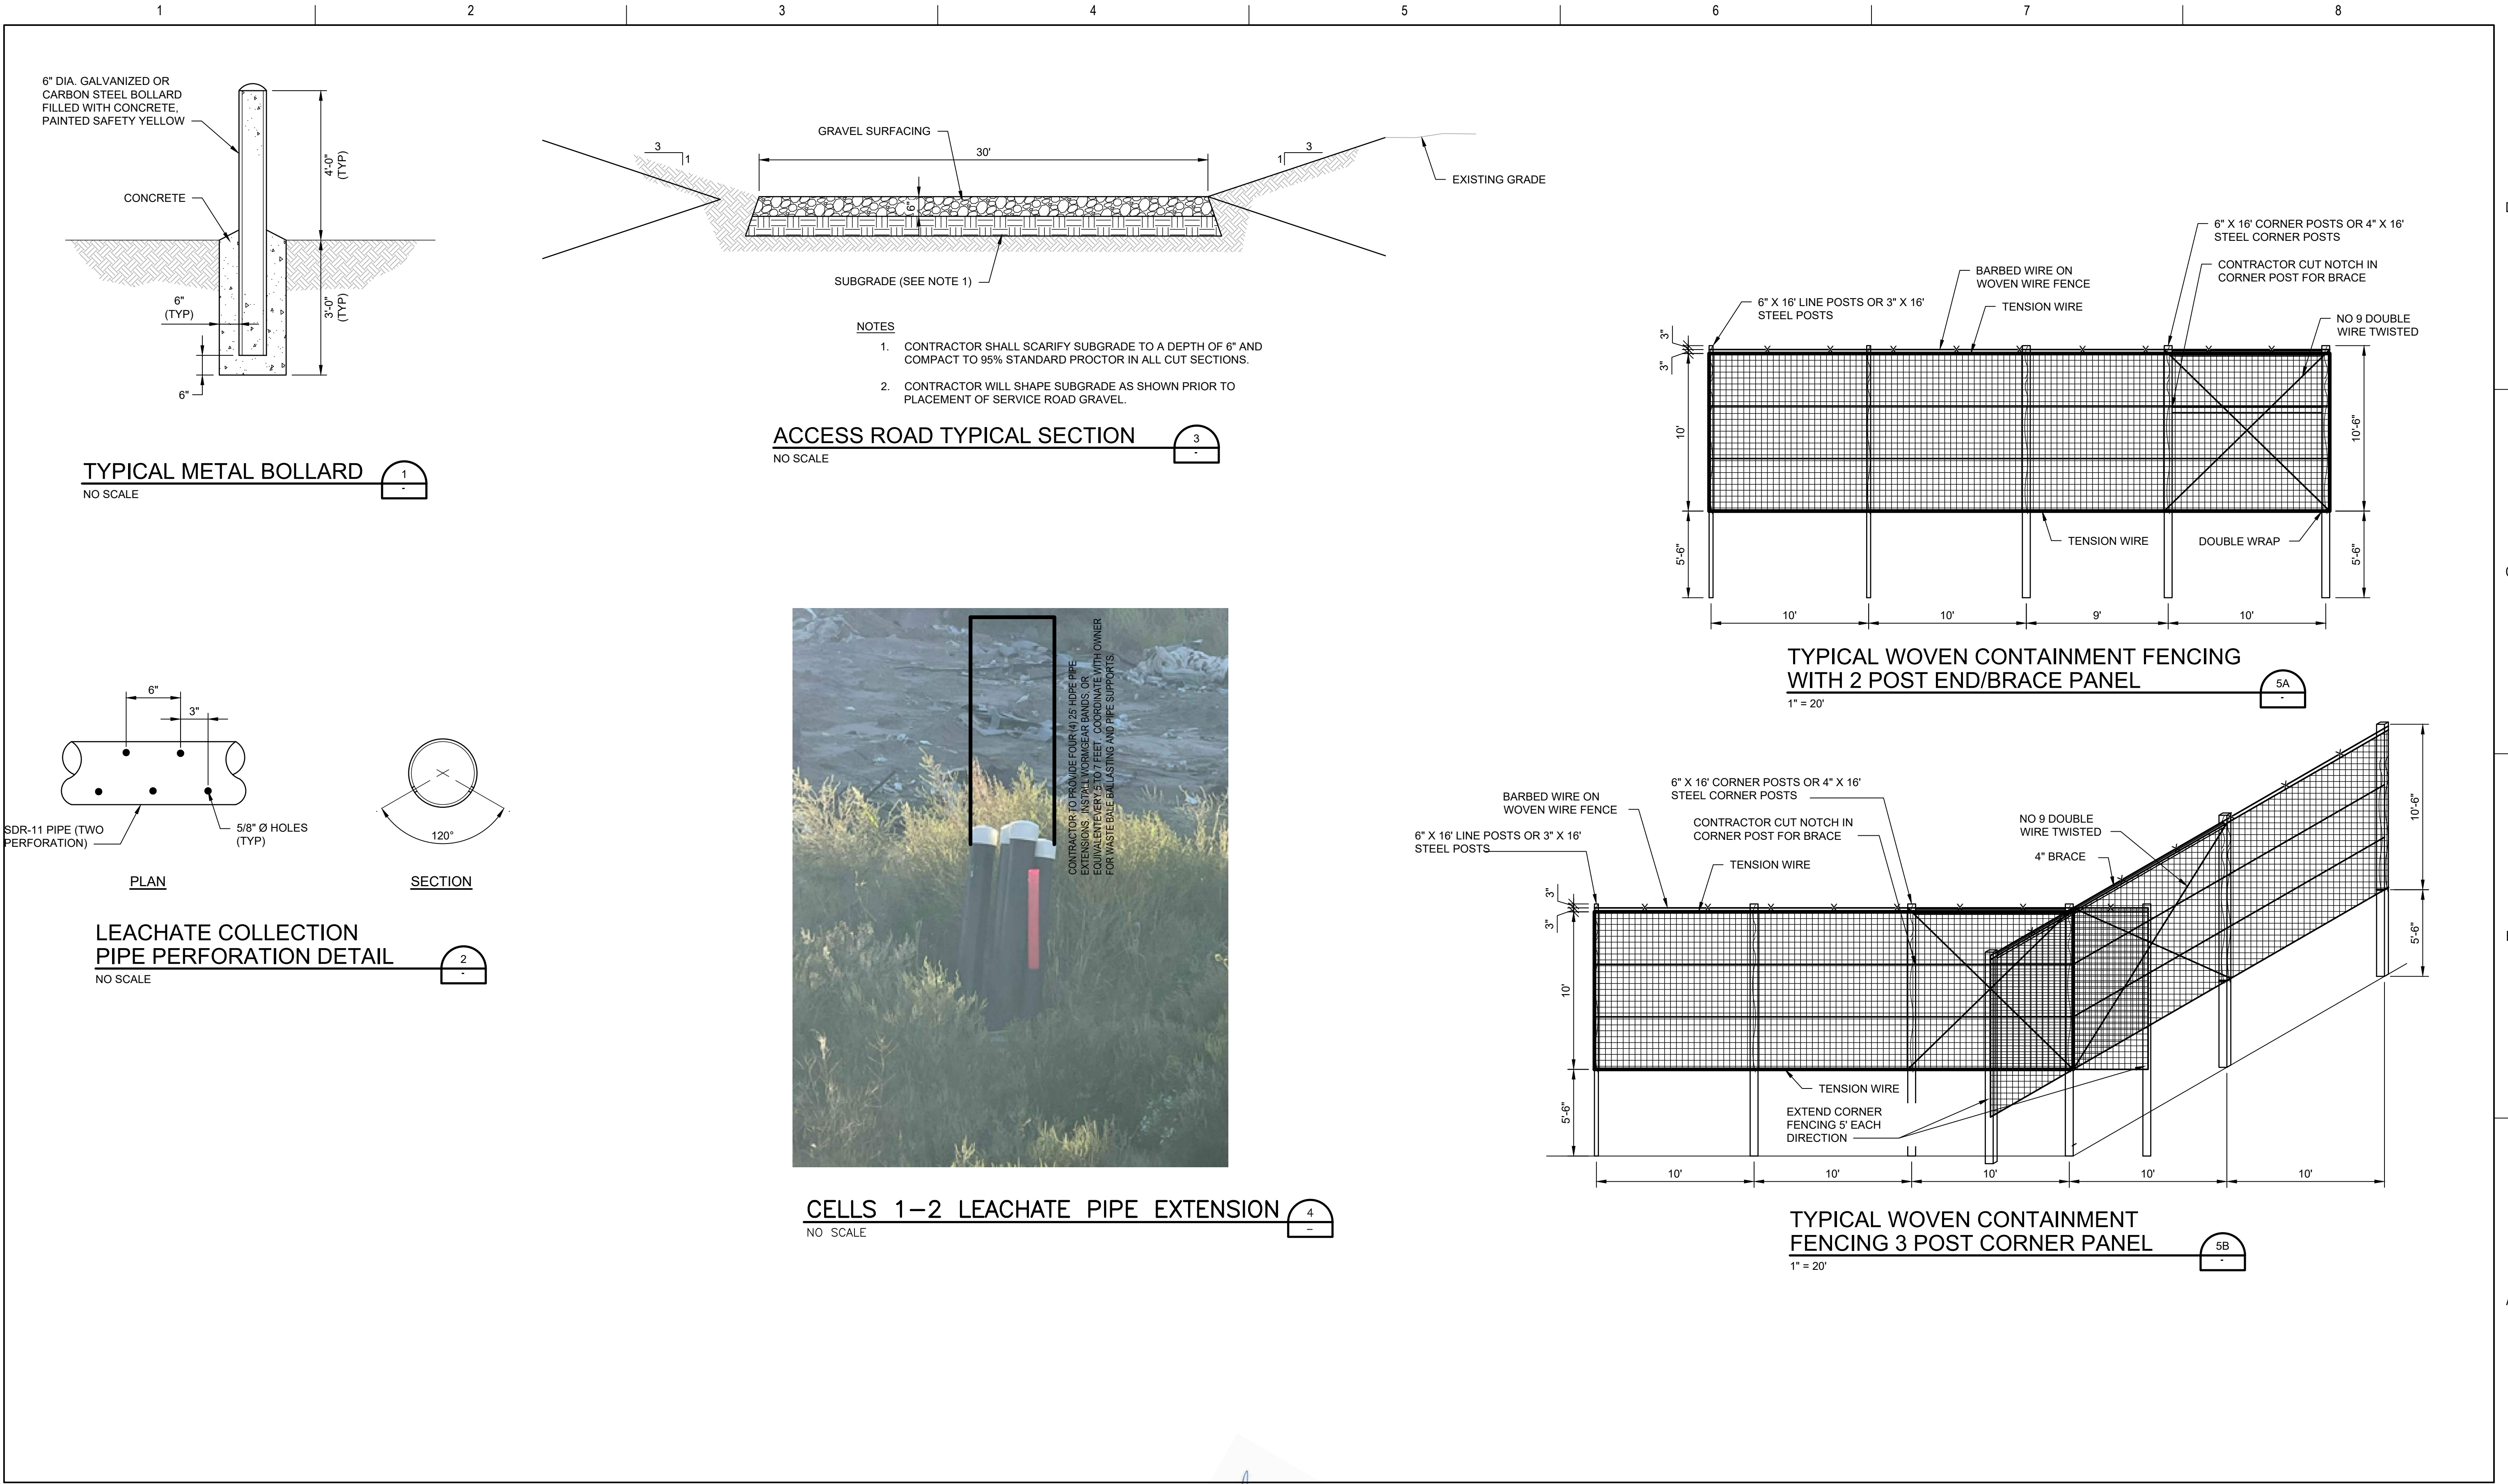 1
2
3
4
5
6
7
8
6" DIA. GALVANIZED OR
CARBON STEEL BOLLARD
FILLED WITH CONCRETE,
PAINTED SAFETY YELLOW
CONCRETE
4'-0"
(TYP)
3'-0"
(TYP)
6"
(TYP)
6"
TYPICAL METAL BOLLARD
1
-
NO SCALE
GRAVEL SURFACING
3
1
30'
1
3
EXISTING GRADE
6"
SUBGRADE (SEE NOTE 1)
NOTES
1. CONTRACTOR SHALL SCARIFY SUBGRADE TO A DEPTH OF 6" AND
COMPACT TO 95% STANDARD PROCTOR IN ALL CUT SECTIONS.
2. CONTRACTOR WILL SHAPE SUBGRADE AS SHOWN PRIOR TO
PLACEMENT OF SERVICE ROAD GRAVEL.
ACCESS ROAD TYPICAL SECTION
3
-
NO SCALE
6" X 16' CORNER POSTS OR 4" X 16'
STEEL CORNER POSTS
BARBED WIRE ON
WOVEN WIRE FENCE
CONTRACTOR CUT NOTCH IN
CORNER POST FOR BRACE
6" X 16' LINE POSTS OR 3" X 16'
STEEL POSTS
TENSION WIRE
NO 9 DOUBLE
WIRE TWISTED
3"
3"
10'
10'-6"
5'-6"
5'-6"
TENSION WIRE
DOUBLE WRAP
10'
10'
9'
10'
TYPICAL WOVEN CONTAINMENT FENCING
WITH 2 POST END/BRACE PANEL
5A
-
1" = 20'
6"
3"
SDR-11 PIPE (TWO
PERFORATION)
5/8" Ø HOLES
(TYP)
120°
PLAN
SECTION
LEACHATE COLLECTION
PIPE PERFORATION DETAIL
2
-
NO SCALE
CONTRACTOR TO PROVIDE FOUR (4) 25' HDPE PIPE
EXTENSIONS. INSTALL WORMGEAR BANDS, OR
EQUIVALENT EVERY 5 TO 7 FEET. COORDINATE WITH OWNER
FOR WASTE BALE BALLASTING AND PIPE SUPPORTS.
CELLS 1-2 LEACHATE PIPE EXTENSION
4
-
NO SCALE
6" X 16' CORNER POSTS OR 4" X 16'
STEEL CORNER POSTS
BARBED WIRE ON
WOVEN WIRE FENCE
CONTRACTOR CUT NOTCH IN
CORNER POST FOR BRACE
NO 9 DOUBLE
WIRE TWISTED
6" X 16' LINE POSTS OR 3" X 16'
STEEL POSTS
4" BRACE
TENSION WIRE
3"
3"
10'
10'-6"
5'-6"
5'-6"
TENSION WIRE
EXTEND CORNER
FENCING 5' EACH
DIRECTION
10'
10'
10'
10'
10'
TYPICAL WOVEN CONTAINMENT
FENCING 3 POST CORNER PANEL
5B
-
1" = 20'